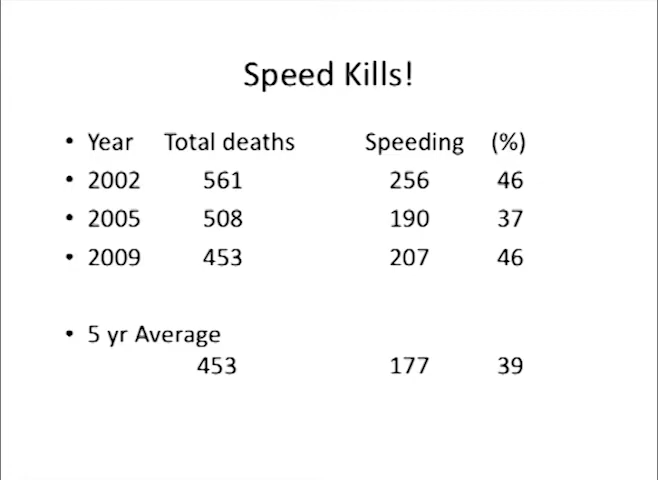 Speed Kills!
• Year Total deaths Speeding (%)
• 2002 561 256 46
• 2005 508 190 37
• 2009 453 207 46
• 5 yr Average
453 177 39